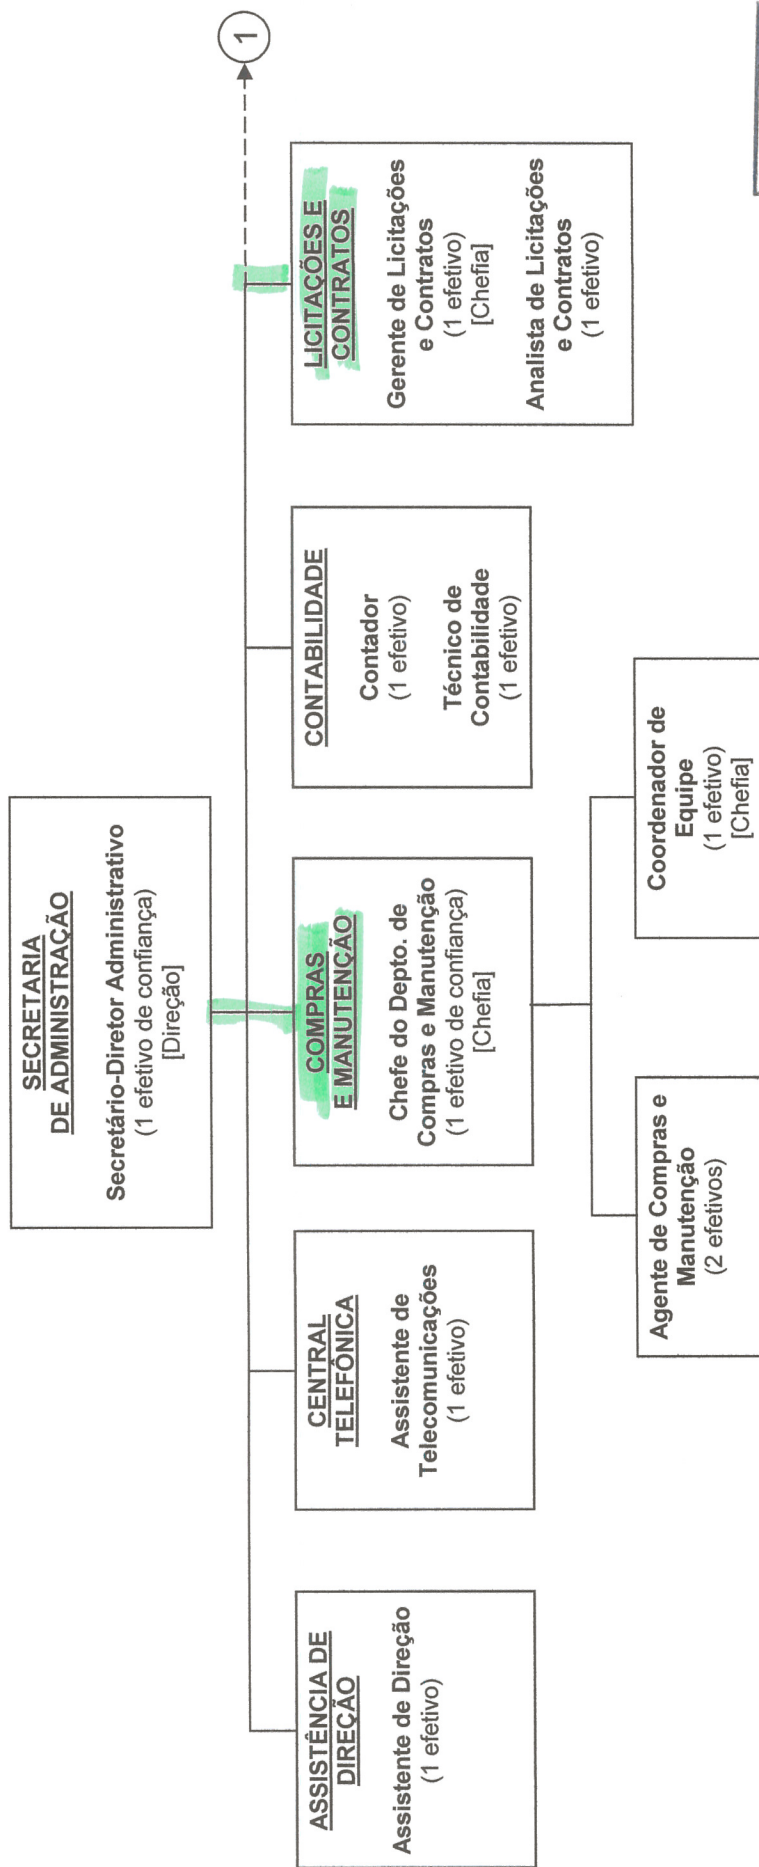 SECRETARIA
DE ADMINISTRAÇÃO
Secretário-Diretor Administrativo
(1 efetivo de confiança)
[Direção]
1
ASSISTÊNCIA DE
DIREÇÃO
Assistente de Direção
(1 efetivo)
CENTRAL
TELEFÔNICA
Assistente de
Telecomunicações
(1 efetivo)
COMPRAS
E MANUTENÇÃO
Chefe do Depto. de
Compras e Manutenção
(1 efetivo de confiança)
[Chefia]
CONTABILIDADE
Contador
(1 efetivo)
Técnico de
Contabilidade
(1 efetivo)
LICITAÇÕES E
CONTRATOS
Gerente de Licitações
e Contratos
(1 efetivo)
[Chefia]
Analista de Licitações
e Contratos
(1 efetivo)
Agente de Compras e
Manutenção
(2 efetivos)
Coordenador de
Equipe
(1 efetivo)
[Chefia]